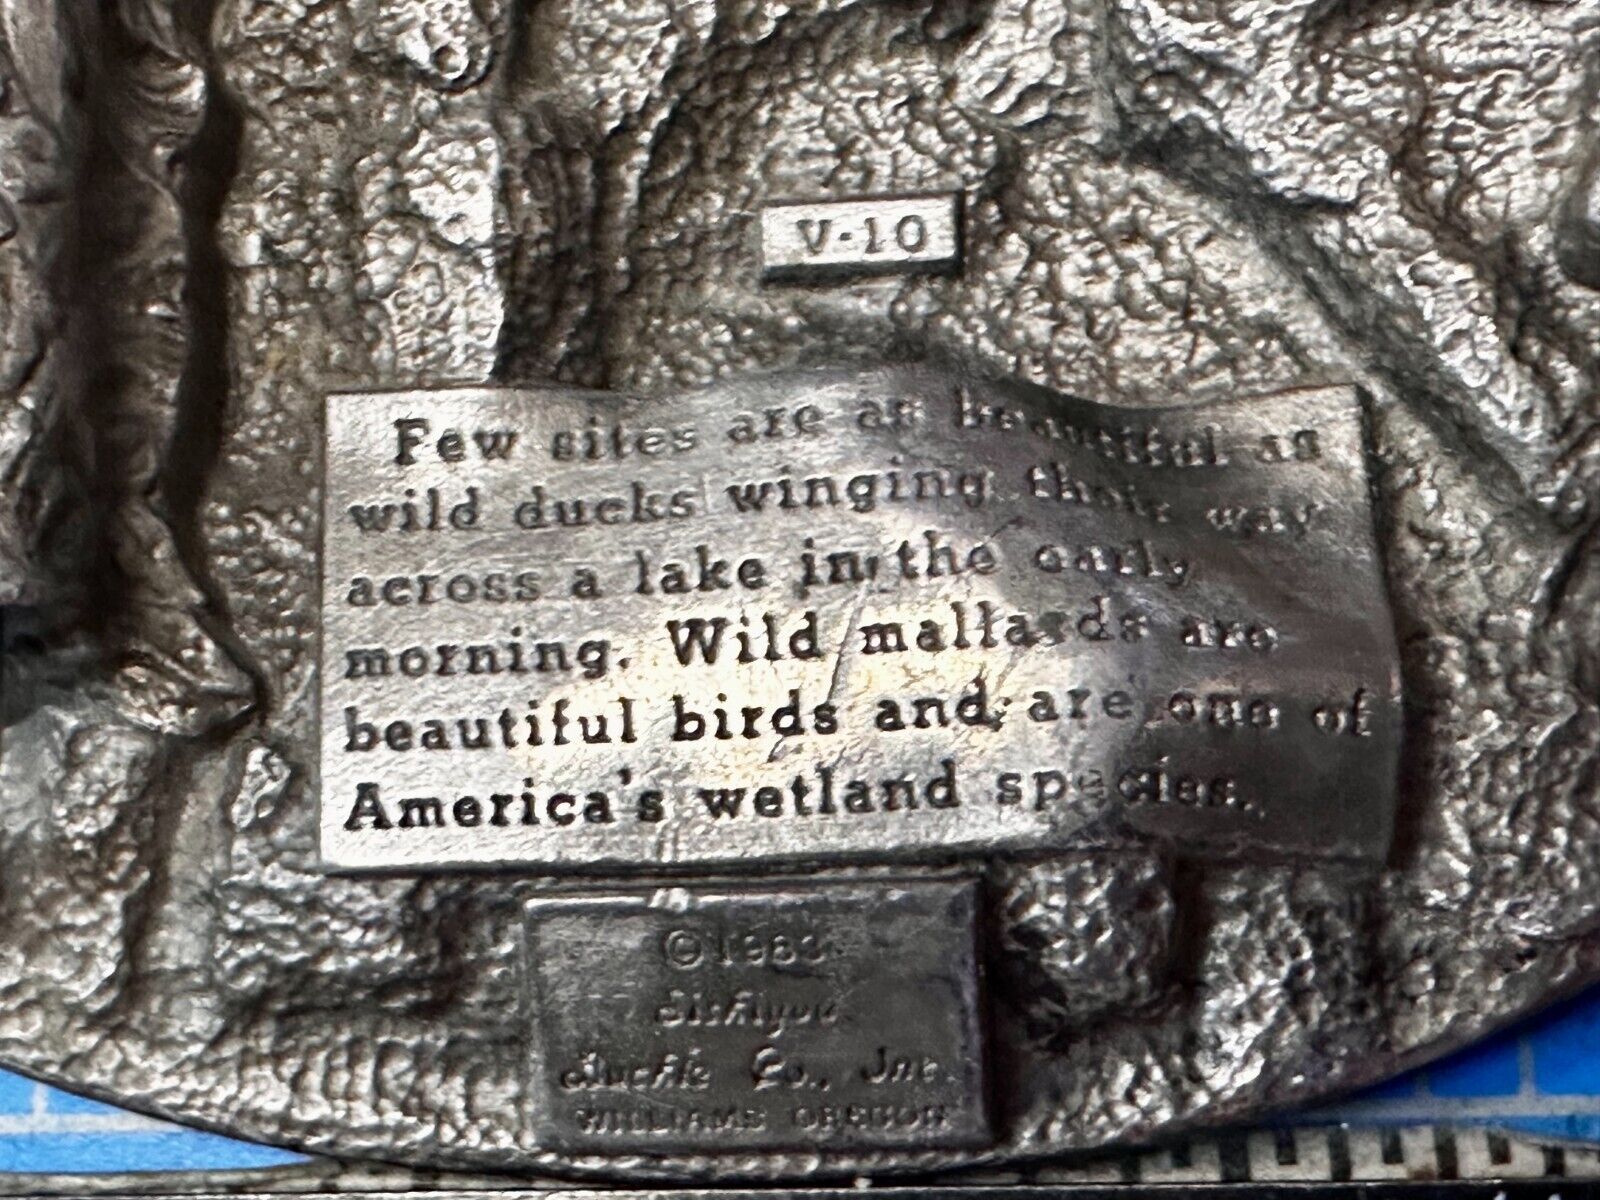 V-10
Few sites are as beautiful as
wild ducks winging their way
across a lake in the early
morning. Wild mallards are
beautiful birds and are one of
America's wetland species.
©1983
Siskiyou
Buckle Co., Inc.
WILLIAMS OREGON